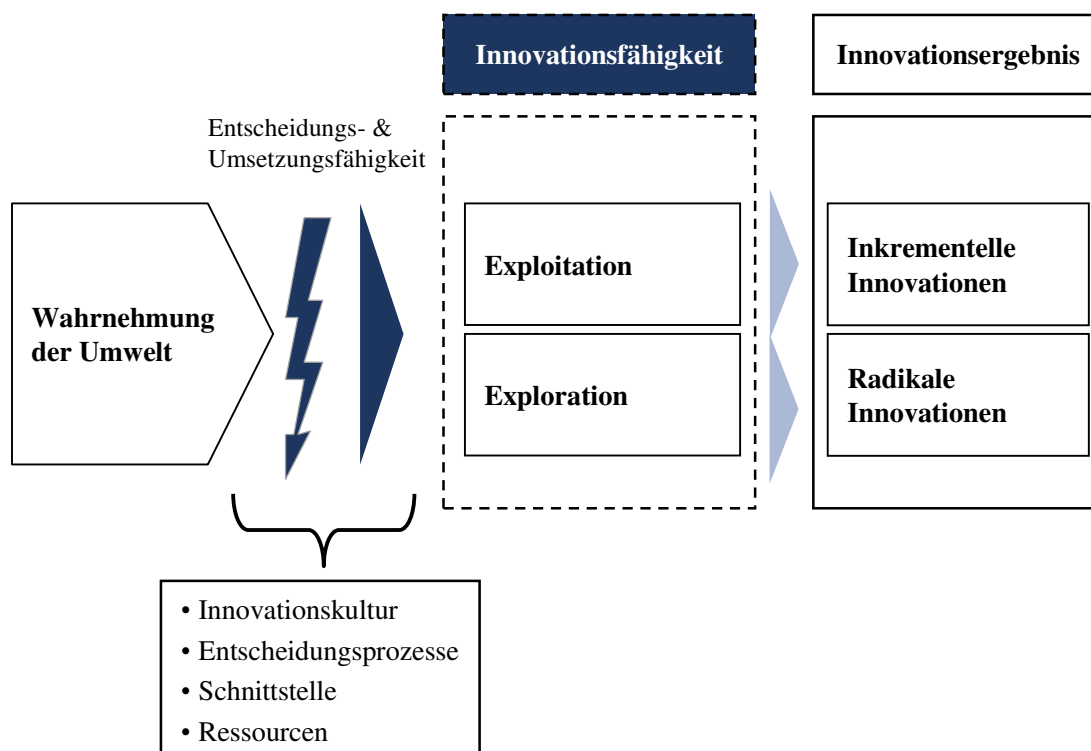 Innovationsfähigkeit
Innovationsergebnis
Entscheidungs- &
Umsetzungsfähigkeit
Wahrnehmung
der Umwelt
Exploitation
Exploration
Inkrementelle
Innovationen
Radikale
Innovationen
• Innovationskultur
• Entscheidungsprozesse
• Schnittstelle
• Ressourcen